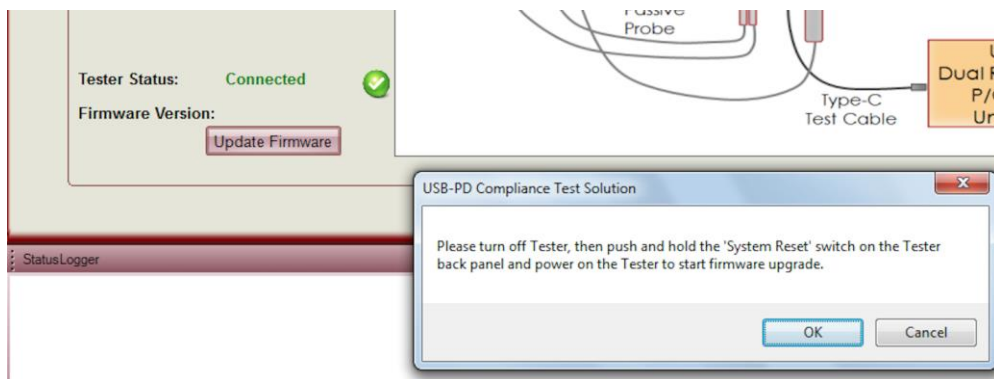 Passive
Probe
Tester Status: Connected
Firmware Version:
Update Firmware
Type-C
Test Cable
Dual
USB-PD Compliance Test Solution
Please turn off Tester, then push and hold the 'System Reset' switch on the Tester
back panel and power on the Tester to start firmware upgrade.
StatusLogger
OK Cancel